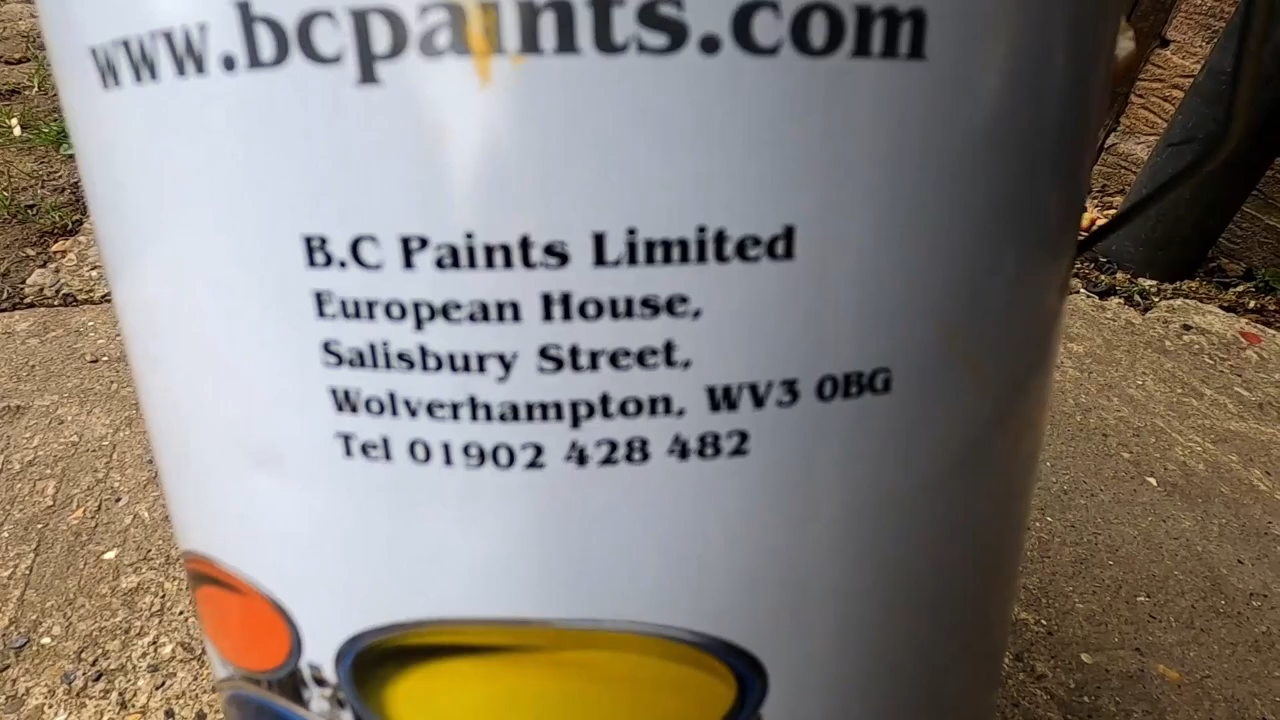 www.bcpaints.com
B.C Paints Limited
European House,
Salisbury Street,
Wolverhampton, WV3 0BG
Tel 01902 428 482